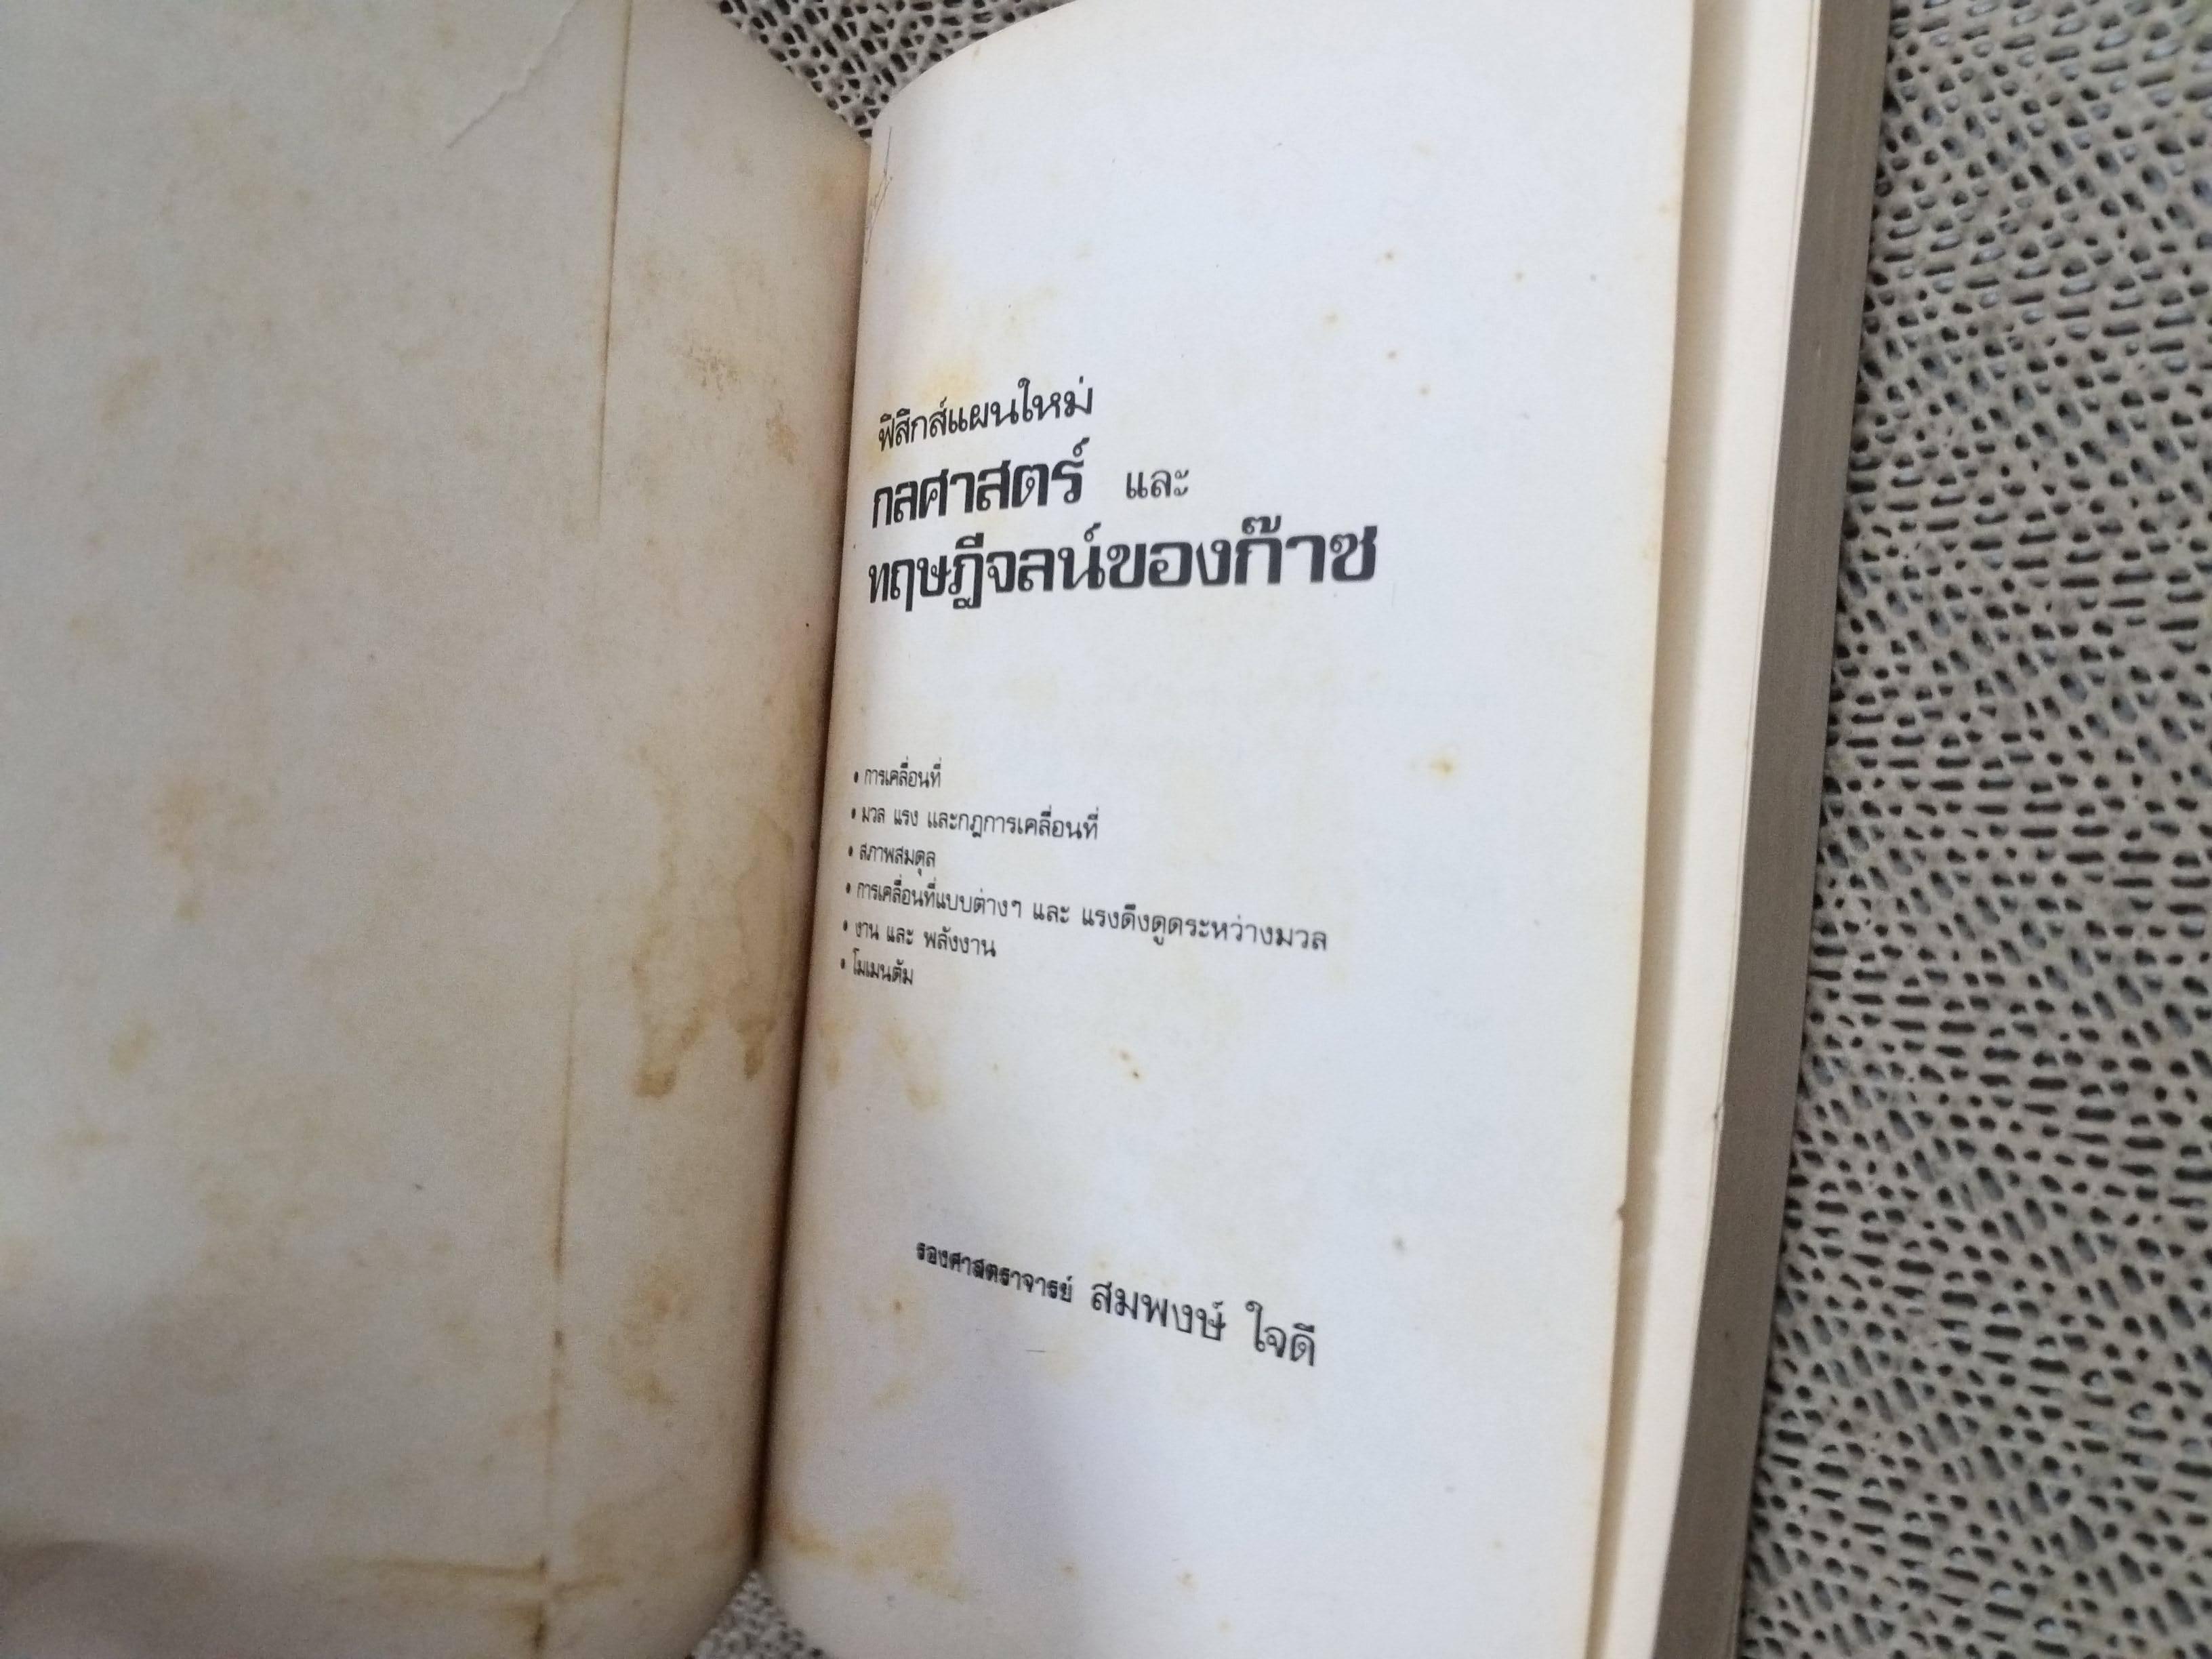 ฟิสิกส์แผนใหม่
กลศาสตร์ และ
ทฤษฎีจลน์ของก๊าซ
• การเคลื่อนที่
• มวล แรง และกฎการเคลื่อนที่
• สภาพสมดุล
• การเคลื่อนที่แบบต่างๆ และ แรงดึงดูดระหว่างมวล
• งาน และ พลังงาน
• โมเมนตัม
รองศาสตราจารย์ สมพงษ์ ใจดี